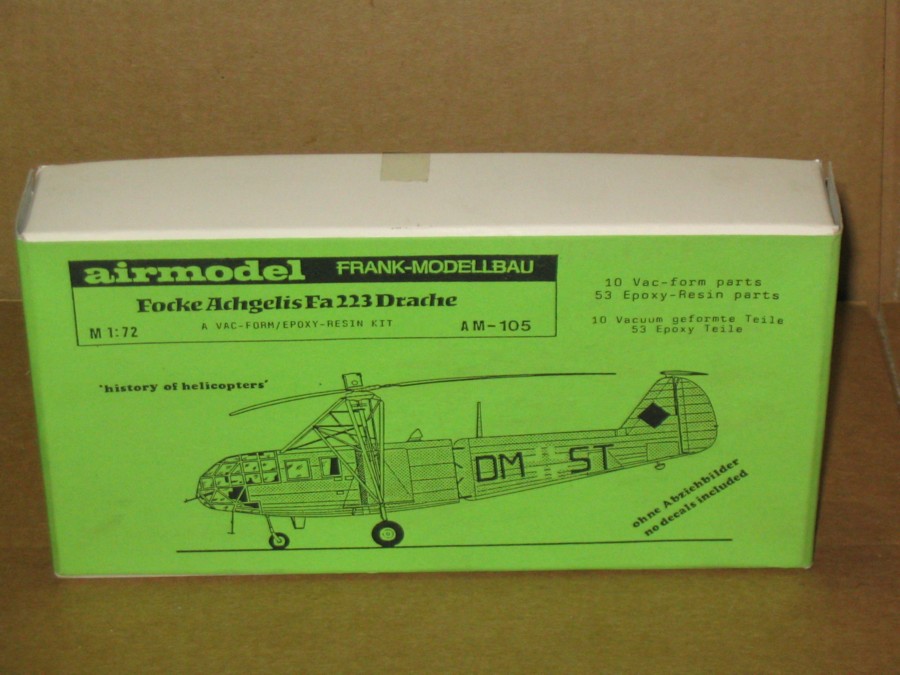 airmodel FRANK-MODELLBAU
Focke Achgelis Fa 223 Drache
M 1:72 A VAC-FORM/EPOXY-RESIN KIT AM-105
10 Vac-form parts
53 Epoxy-Resin parts
10 Vacuum geformte Teile
53 Epoxy Teile
'history of helicopters'
DM ST
ohne Abziehbilder
no decals included